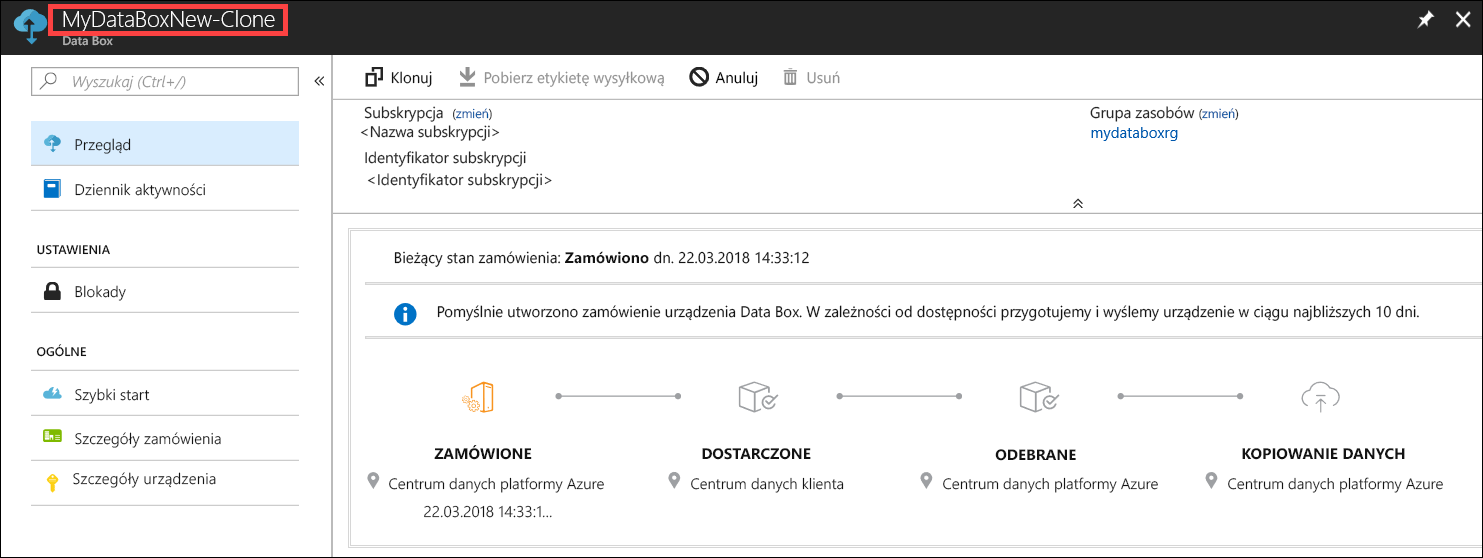 MyDataBoxNew-Clone
Data Box
Wyszukaj (Ctrl+/)
Przegląd
Dziennik aktywności
USTAWIENIA
Blokady
OGÓLNE
Szybki start
Szczegóły zamówienia
Szczegóły urządzenia
Klonuj Pobierz etykietę wysyłkową Anuluj Usuń
Subskrypcja (zmień)
<Nazwa subskrypcji>
Identyfikator subskrypcji
<Identyfikator subskrypcji>
Grupa zasobów (zmień)
mydataboxrg
Bieżący stan zamówienia: Zamówiono dn. 22.03.2018 14:33:12
Pomyślnie utworzono zamówienie urządzenia Data Box. W zależności od dostępności przygotujemy i wyślemy urządzenie w ciągu najbliższych 10 dni.
ZAMÓWIONE
Centrum danych platformy Azure
22.03.2018 14:33:1...
DOSTARCZONE
Centrum danych klienta
ODEBRANE
Centrum danych platformy Azure
KOPIOWANIE DANYCH
Centrum danych platformy Azure